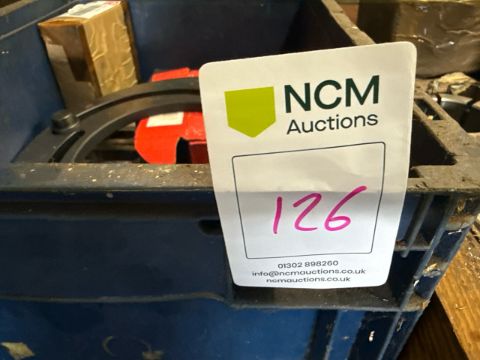 NCM
Auctions
126
01302 898260
info@ncmauctions.co.uk
ncmauctions.co.uk